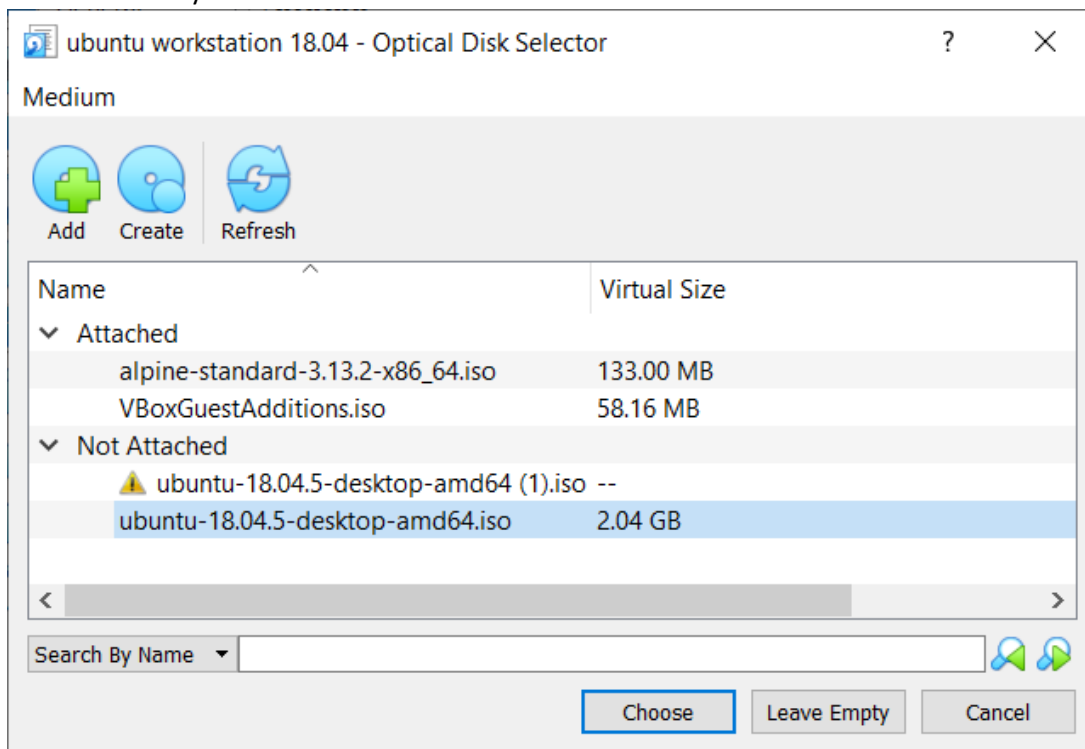 ubuntu workstation 18.04 - Optical Disk Selector ?
Medium
Add Create Refresh
Name Virtual Size
Attached
alpine-standard-3.13.2-x86_64.iso 133.00 MB
VBoxGuestAdditions.iso 58.16 MB
Not Attached
ubuntu-18.04.5-desktop-amd64 (1).iso --
ubuntu-18.04.5-desktop-amd64.iso 2.04 GB
Search By Name
Choose Leave Empty Cancel